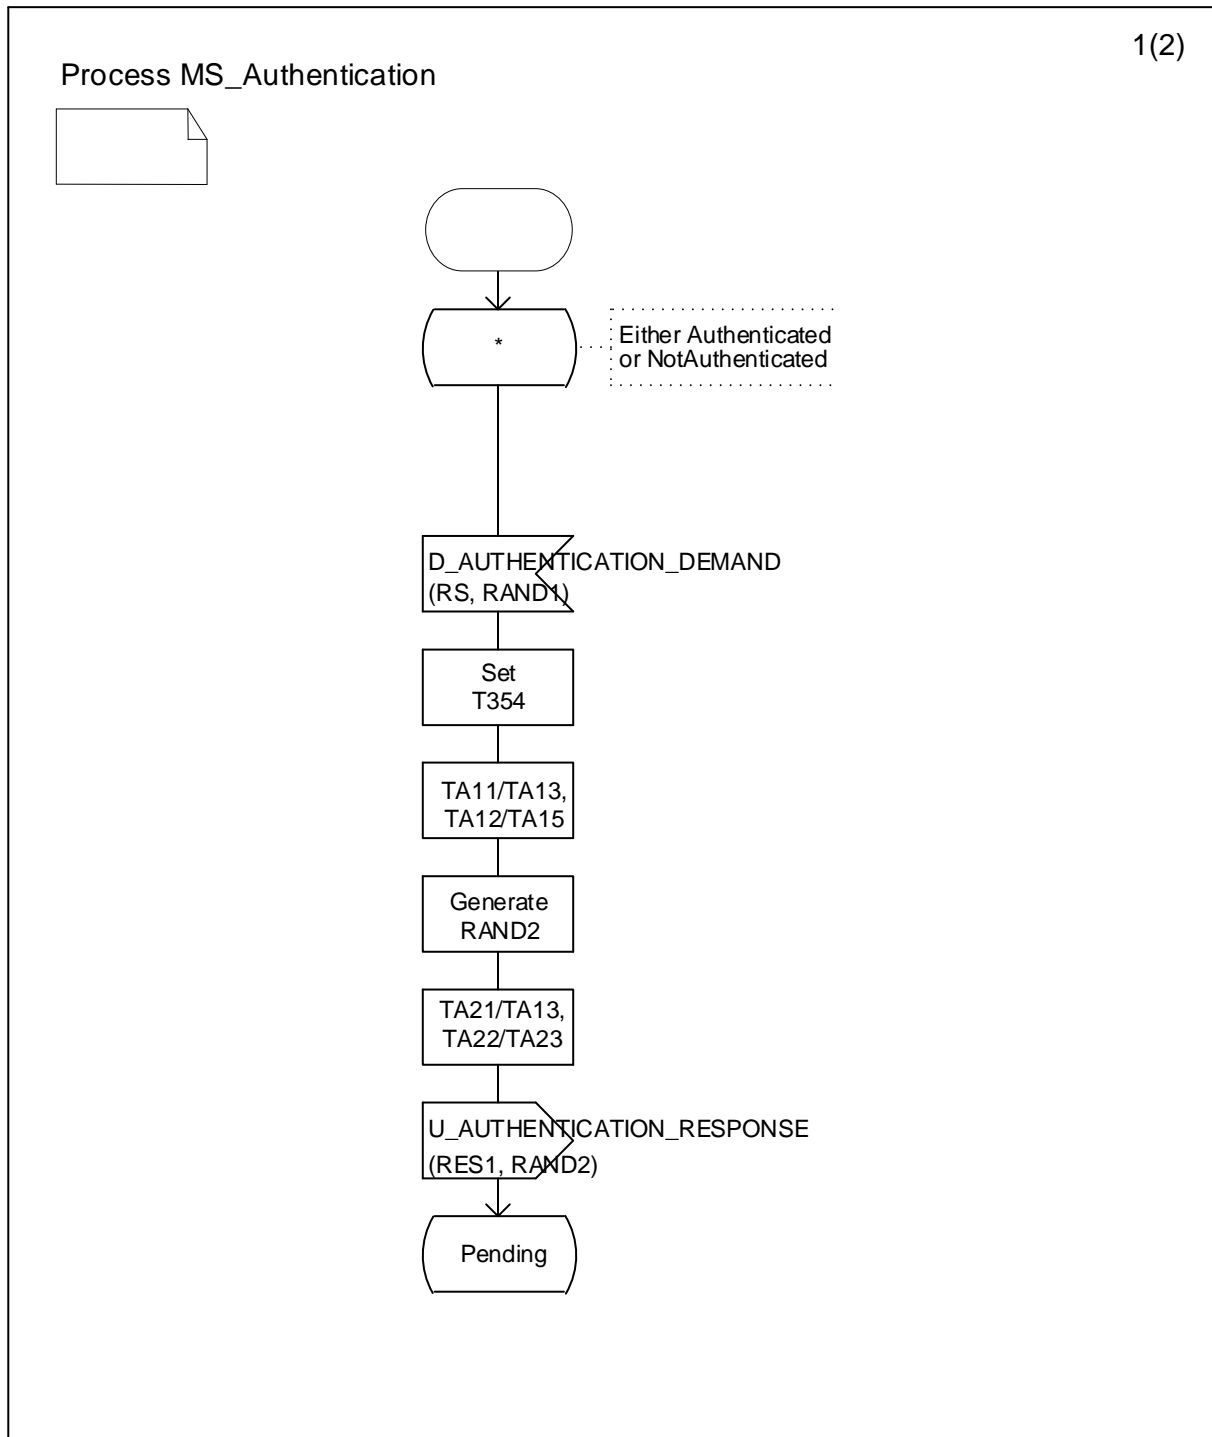 1(2)
Process MS_Authentication
*
Either Authenticated
or NotAuthenticated
D_AUTHENTICATION_DEMAND
(RS, RAND1)
Set
T354
TA11/TA13,
TA12/TA15
Generate
RAND2
TA21/TA13,
TA22/TA23
U_AUTHENTICATION_RESPONSE
(RES1, RAND2)
Pending